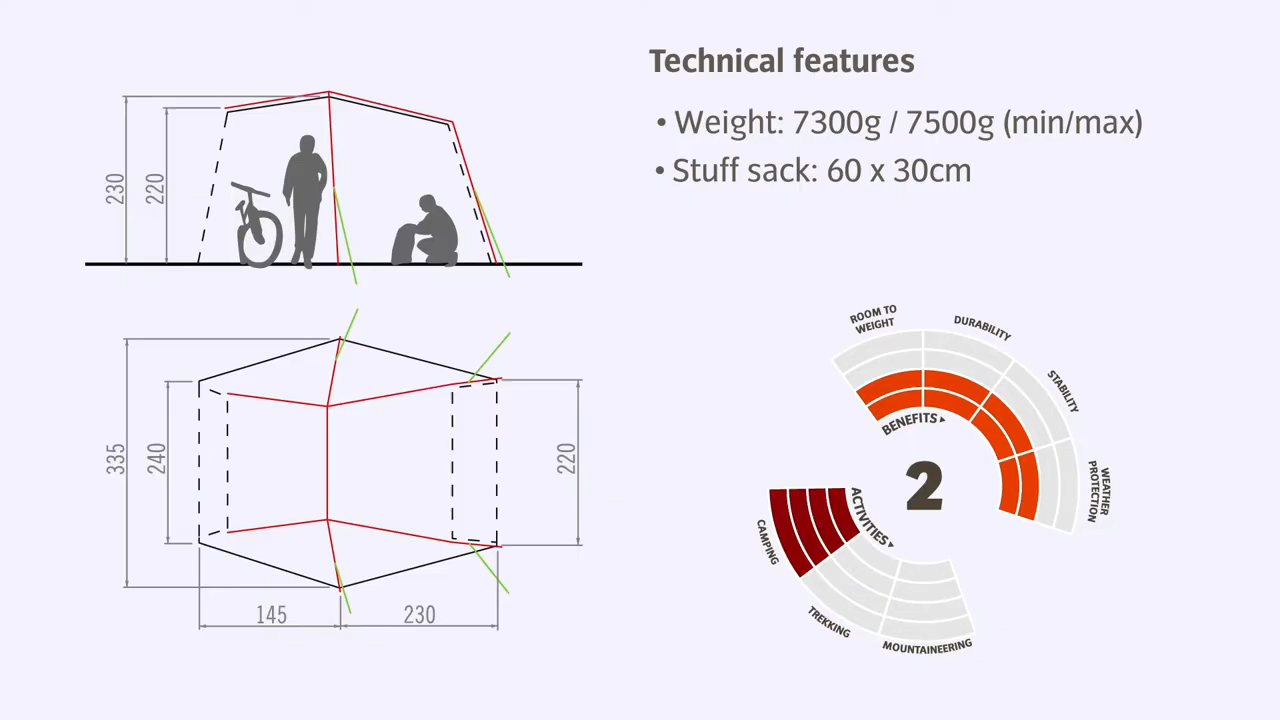 Technical features
• Weight: 7300g / 7500g (min/max)
• Stuff sack: 60 x 30cm
230
220
335
240
220
145
230
ROOM TO
WEIGHT
DURABILITY
STABILITY
WEATHER
PROTECTION
BENEFITS
2
ACTIVITIES
CAMPING
TREKKING
MOUNTAINEERING